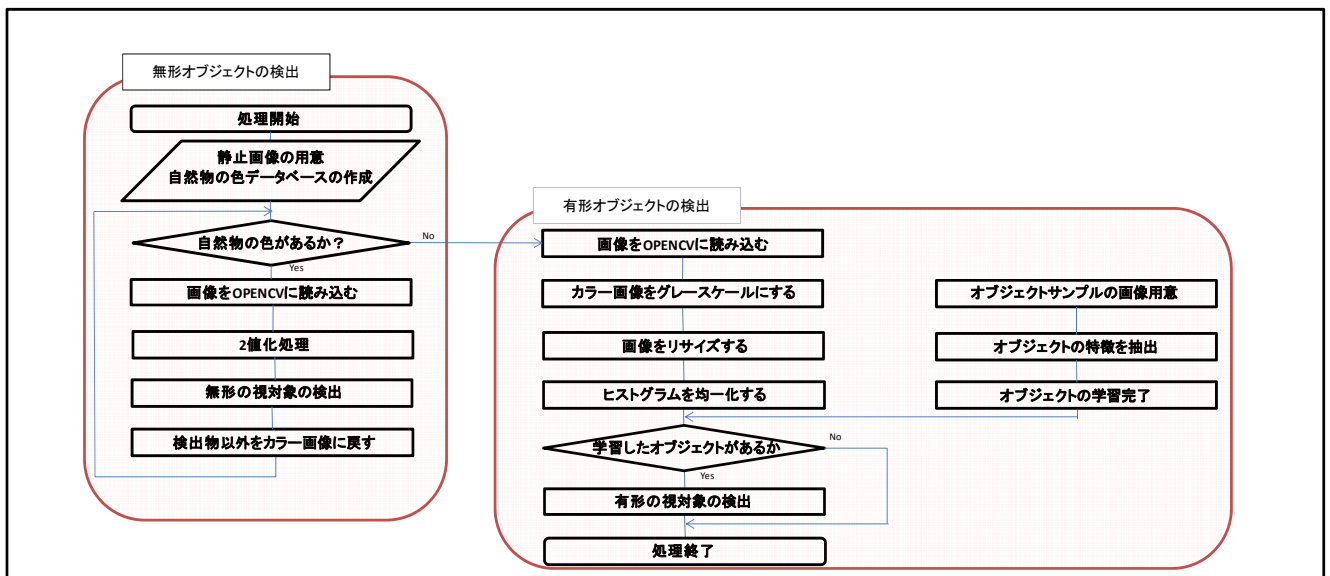 無形オブジェクトの検出
処理開始
静止画像の用意
自然物の色データベースの作成
自然物の色があるか?
No
Yes
画像をOPENCVに読み込む
2値化処理
無形の視対象の検出
検出物以外をカラー画像に戻す
有形オブジェクトの検出
画像をOPENCVに読み込む
カラー画像をグレースケールにする
画像をリサイズする
ヒストグラムを均一化する
オブジェクトサンプルの画像用意
オブジェクトの特徴を抽出
オブジェクトの学習完了
学習したオブジェクトがあるか
No
Yes
有形の視対象の検出
処理終了